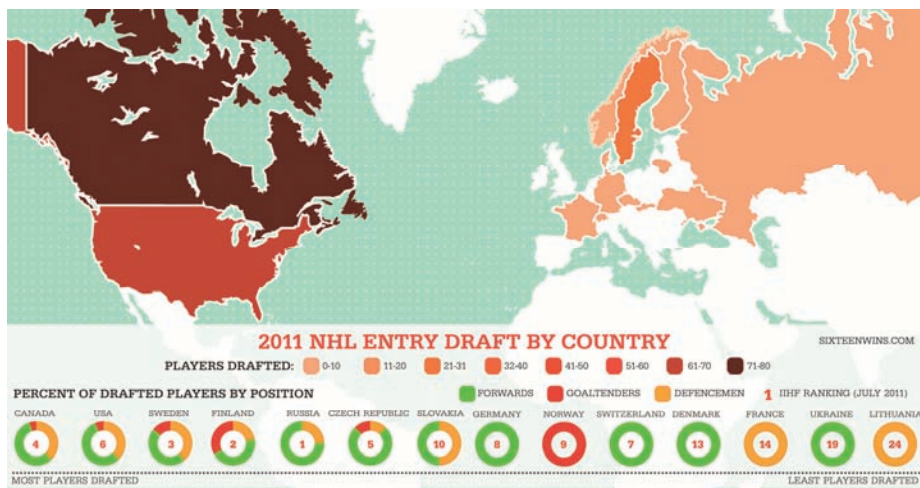 2011 NHL ENTRY DRAFT BY COUNTRY
SIXTEENWINS.COM
PLAYERS DRAFTED: 0-10 11-20 21-31 32-40 41-50 51-60 61-70 71-80
PERCENT OF DRAFTED PLAYERS BY POSITION FORWARDS GOALTENDERS DEFENCEMEN 1 IIHF RANKING (JULY 2011)
CANADA USA SWEDEN FINLAND RUSSIA CZECH REPUBLIC SLOVAKIA GERMANY NORWAY SWITZERLAND DENMARK FRANCE UKRAINE LITHUANIA
4 6 3 2 1 5 10 8 9 7 13 14 19 24
MOST PLAYERS DRAFTED LEAST PLAYERS DRAFTED